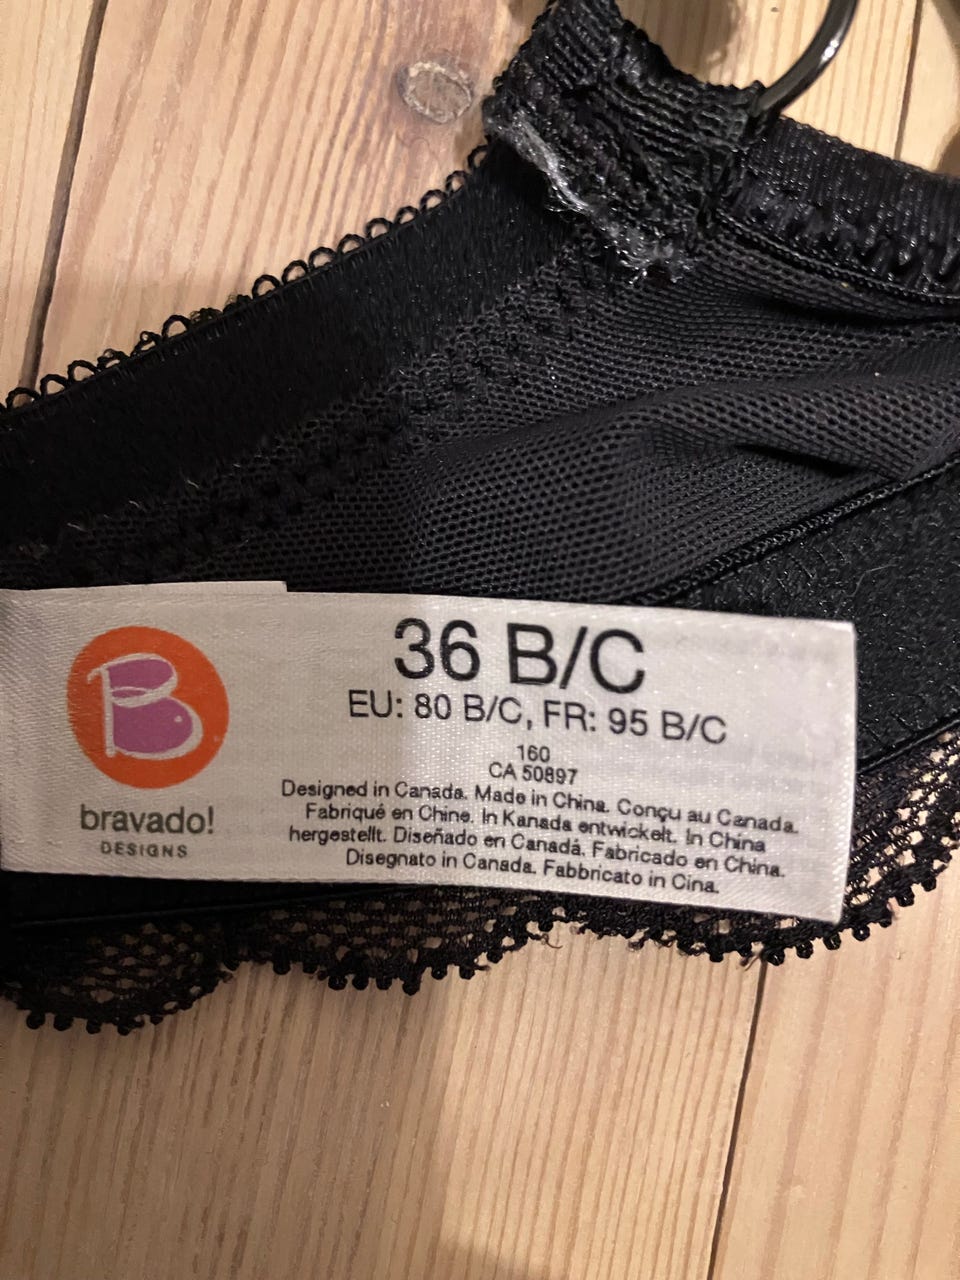 B
bravado!
DESIGNS
36 B/C
EU: 80 B/C, FR: 95 B/C
160
CA 50897
Designed in Canada. Made in China. Conçu au Canada.
Fabriqué en Chine. In Kanada entwickelt. In China
hergestellt. Diseñado en Canadá. Fabricado en China.
Disegnato in Canada. Fabbricato in Cina.